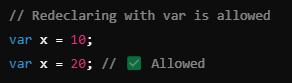 // Redeclaring with var is allowed
var x = 10;
var x = 20; // ✅ Allowed